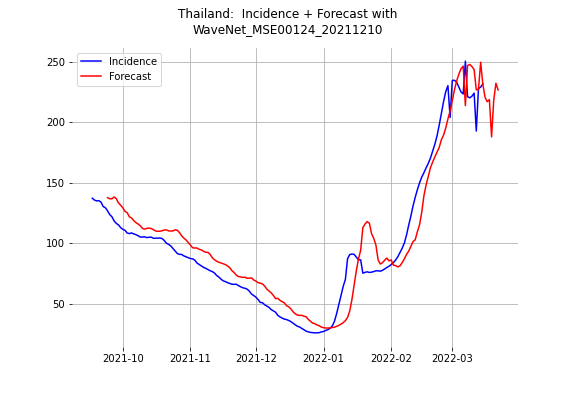 Thailand:  Incidence + Forecast with
WaveNet_MSE00124_20211210
250
200
150
100
50
Incidence
Forecast
2021-10
2021-11
2021-12
2022-01
2022-02
2022-03